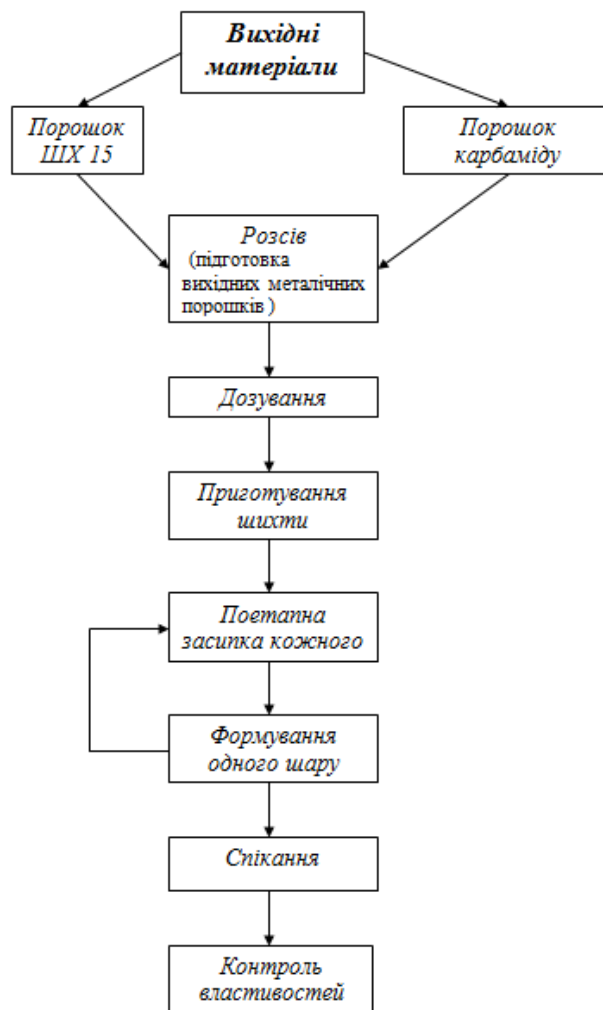 Вихідні
матеріали
Порошок
ШХ 15
Порошок
карбаміду
Розсів
(підготовка
вихідних металічних
порошків )
Дозування
Приготування
шихти
Поетапна
засипка кожного
Формування
одного шару
Спікання
Контроль
властивостей